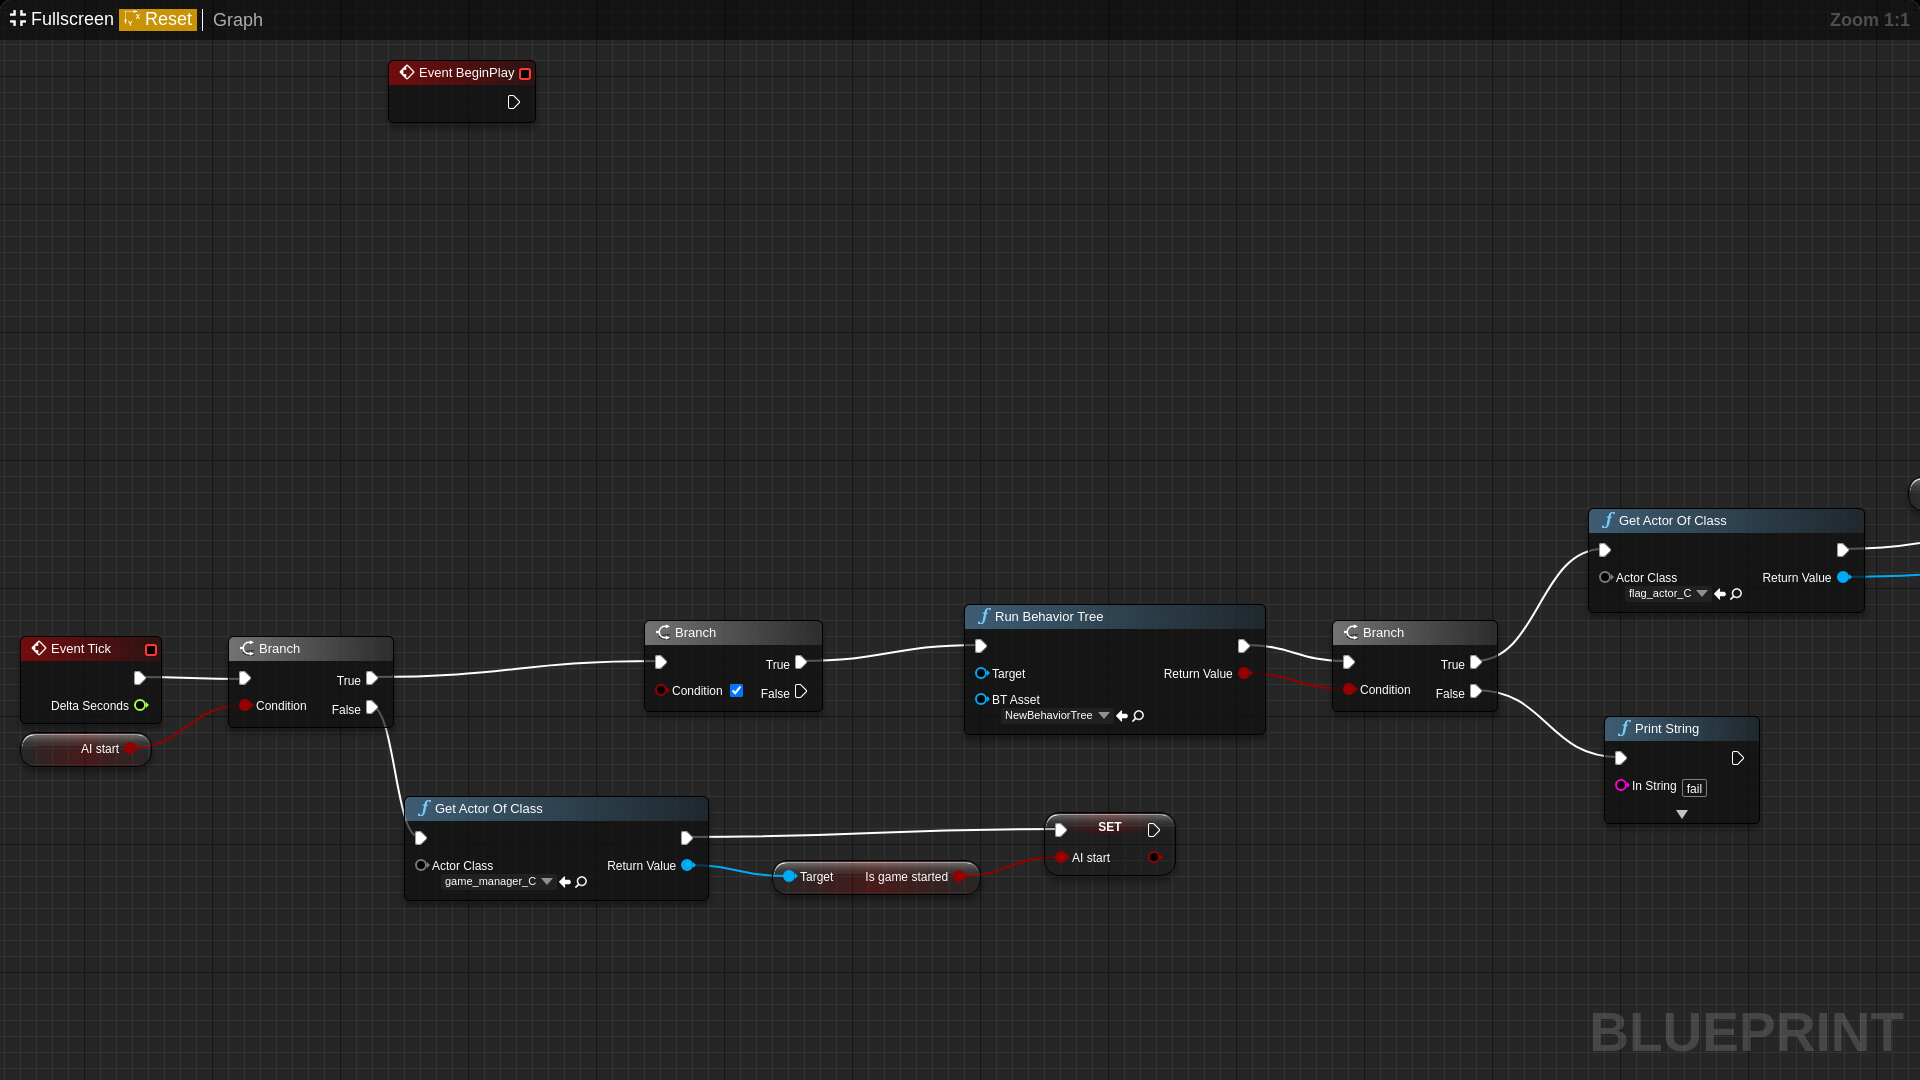 Fullscreen Reset Graph Zoom 1:1
Event BeginPlay
Get Actor Of Class
Actor Class Return Value
flag_actor_C
Run Behavior Tree
Target Return Value
BT Asset
NewBehaviorTree
Branch
True
Condition False
Branch
True
Condition False
Event Tick
Delta Seconds
Branch
True
Condition
False
AI start
Print String
In String fail
Get Actor Of Class
Actor Class Return Value
game_manager_C
SET
AI start
Target Is game started
BLUEPRINT